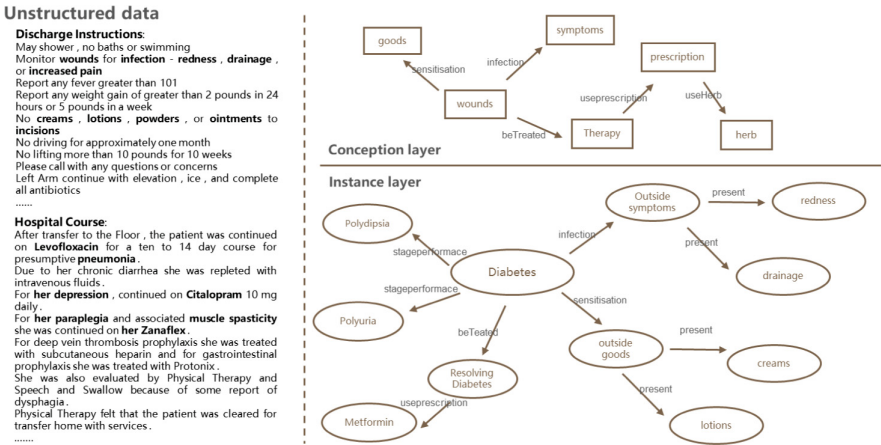 Unstructured data
Discharge Instructions:
May shower , no baths or swimming
Monitor wounds for infection - redness , drainage ,
or increased pain
Report any fever greater than 101
Report any weight gain of greater than 2 pounds in 24
hours or 5 pounds in a week
No creams , lotions , powders , or ointments to
incisions
No driving for approximately one month
No lifting more than 10 pounds for 10 weeks
Please call with any questions or concerns
Left Arm continue with elevation , ice , and complete
all antibiotics
......
Hospital Course:
After transfer to the Floor , the patient was continued
on Levofloxacin for a ten to 14 day course for
presumptive pneumonia .
Due to her chronic diarrhea she was repleted with
intravenous fluids .
For her depression , continued on Citalopram 10 mg
daily .
For her paraplegia and associated muscle spasticity
she was continued on her Zanaflex .
For deep vein thrombosis prophylaxis she was treated
with subcutaneous heparin and for gastrointestinal
prophylaxis she was treated with Protonix .
She was also evaluated by Physical Therapy and
Speech and Swallow because of some report of
dysphagia .
Physical Therapy felt that the patient was cleared for
transfer home with services .
.......
goods
symptoms
prescription
sensitisation
infection
wounds
useprescription
useHerb
beTreated
Therapy
herb
Conception layer
Instance layer
Polydipsia
Outside
symptoms
present
redness
infection
present
stageperformace
Diabetes
drainage
stageperformace
sensitisation
Polyuria
beTeated
outside
goods
present
creams
Resolving
Diabetes
present
useprescription
Metformin
lotions